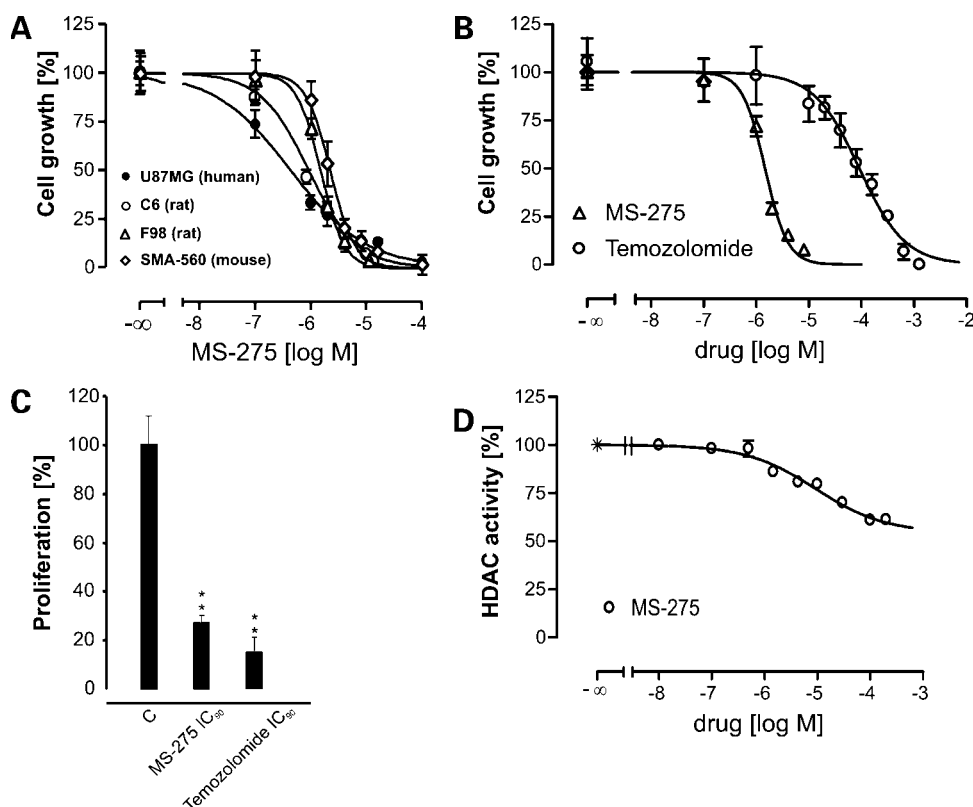 A
Cell growth [%]
125
100
75
50
25
0
U87MG (human)
C6 (rat)
F98 (rat)
SMA-560 (mouse)
-∞ -8 -7 -6 -5 -4
MS-275 [log M]
B
Cell growth [%]
125
100
75
50
25
0
MS-275
Temozolomide
-∞ -8 -7 -6 -5 -4 -3 -2
drug [log M]
C
Proliferation [%]
120
100
80
60
40
20
0
**
**
C
MS-275 IC₉₀
Temozolomide IC₉₀
D
HDAC activity [%]
125
100
75
50
25
0
MS-275
-∞ -8 -7 -6 -5 -4 -3
drug [log M]